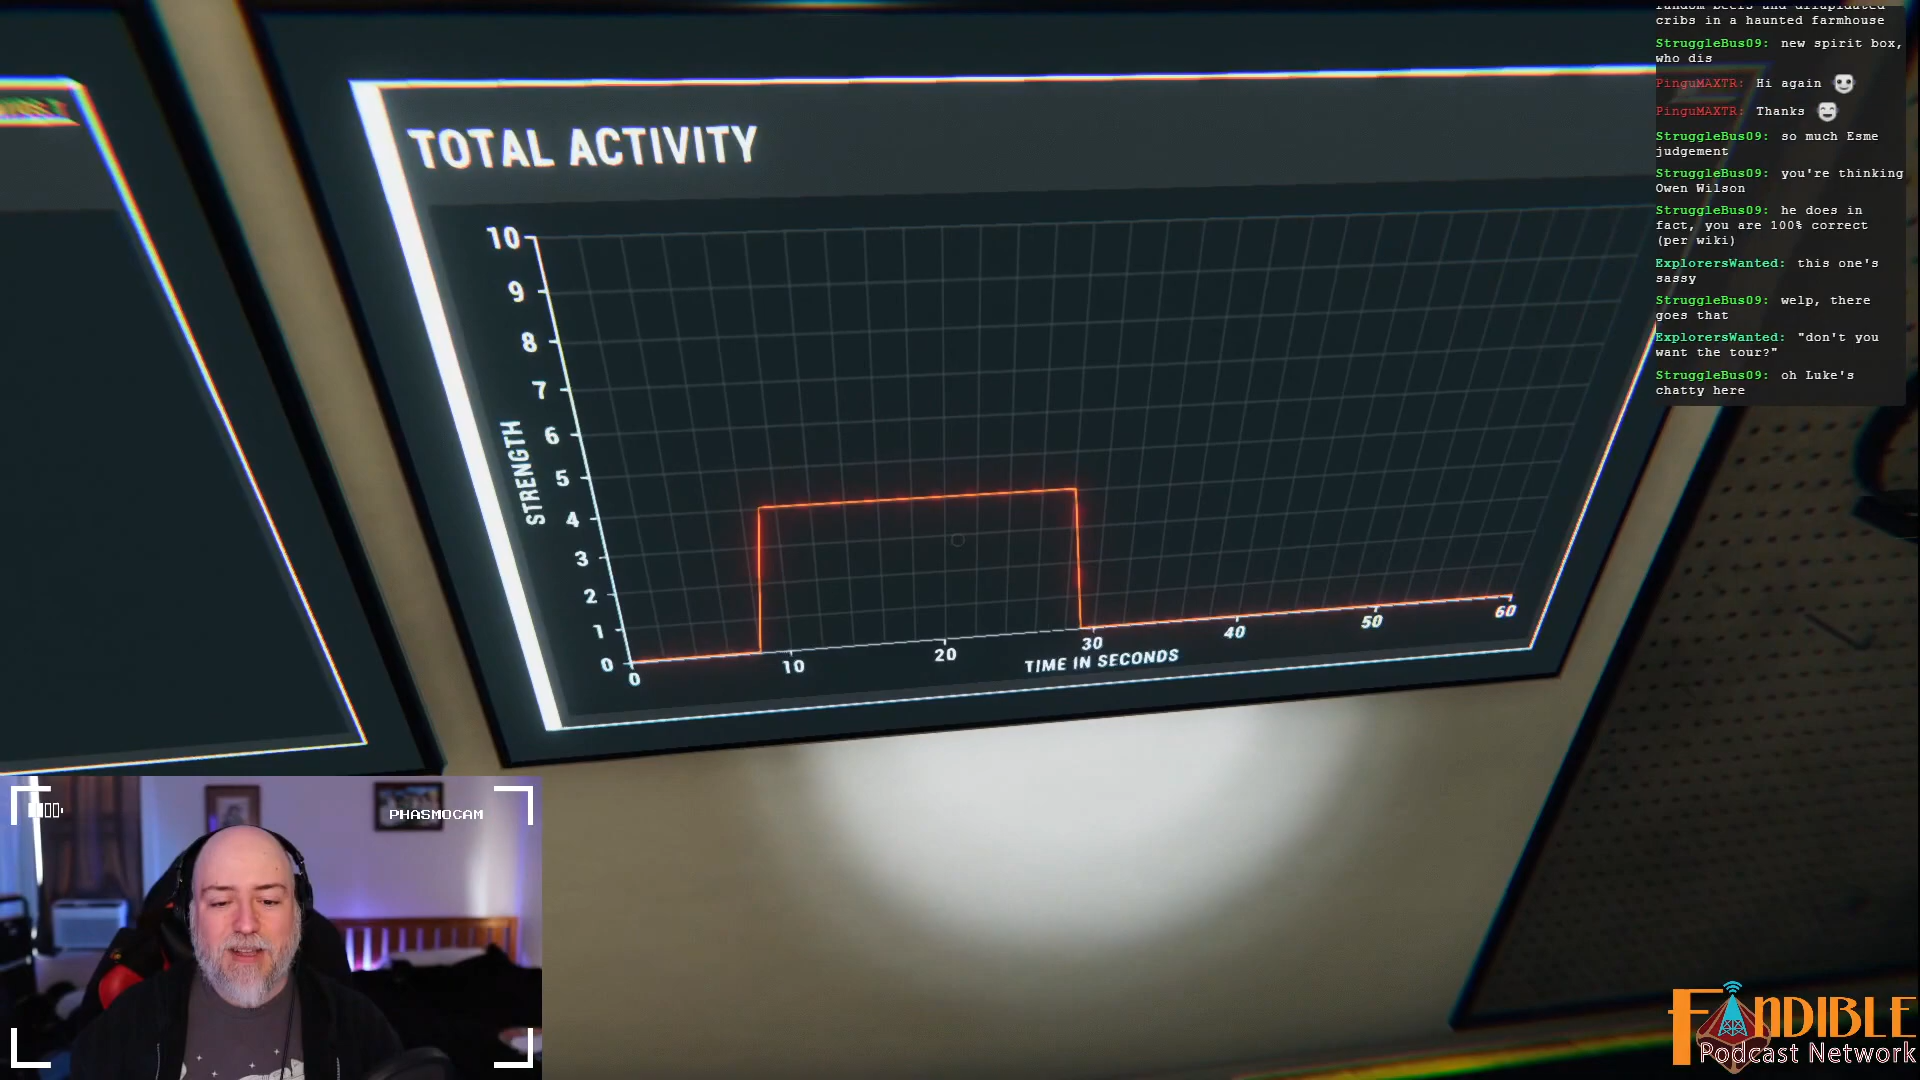 TOTAL ACTIVITY
10
9
8
7
6
5
4
3
2
1
0
STRENGTH
0
10
20
30
40
50
60
TIME IN SECONDS
random beers and dilapidated
cribs in a haunted farmhouse
StruggleBus09: new spirit box,
who dis
PinguMAXTR: Hi again
PinguMAXTR: Thanks
StruggleBus09: so much Esme
judgement
StruggleBus09: you're thinking
Owen Wilson
StruggleBus09: he does in
fact, you are 100% correct
(per wiki)
ExplorersWanted: this one's
sassy
StruggleBus09: welp, there
goes that
ExplorersWanted: "don't you
want the tour?"
StruggleBus09: oh Luke's
chatty here
PHASMOCAM
FANDIBLE
Podcast Network